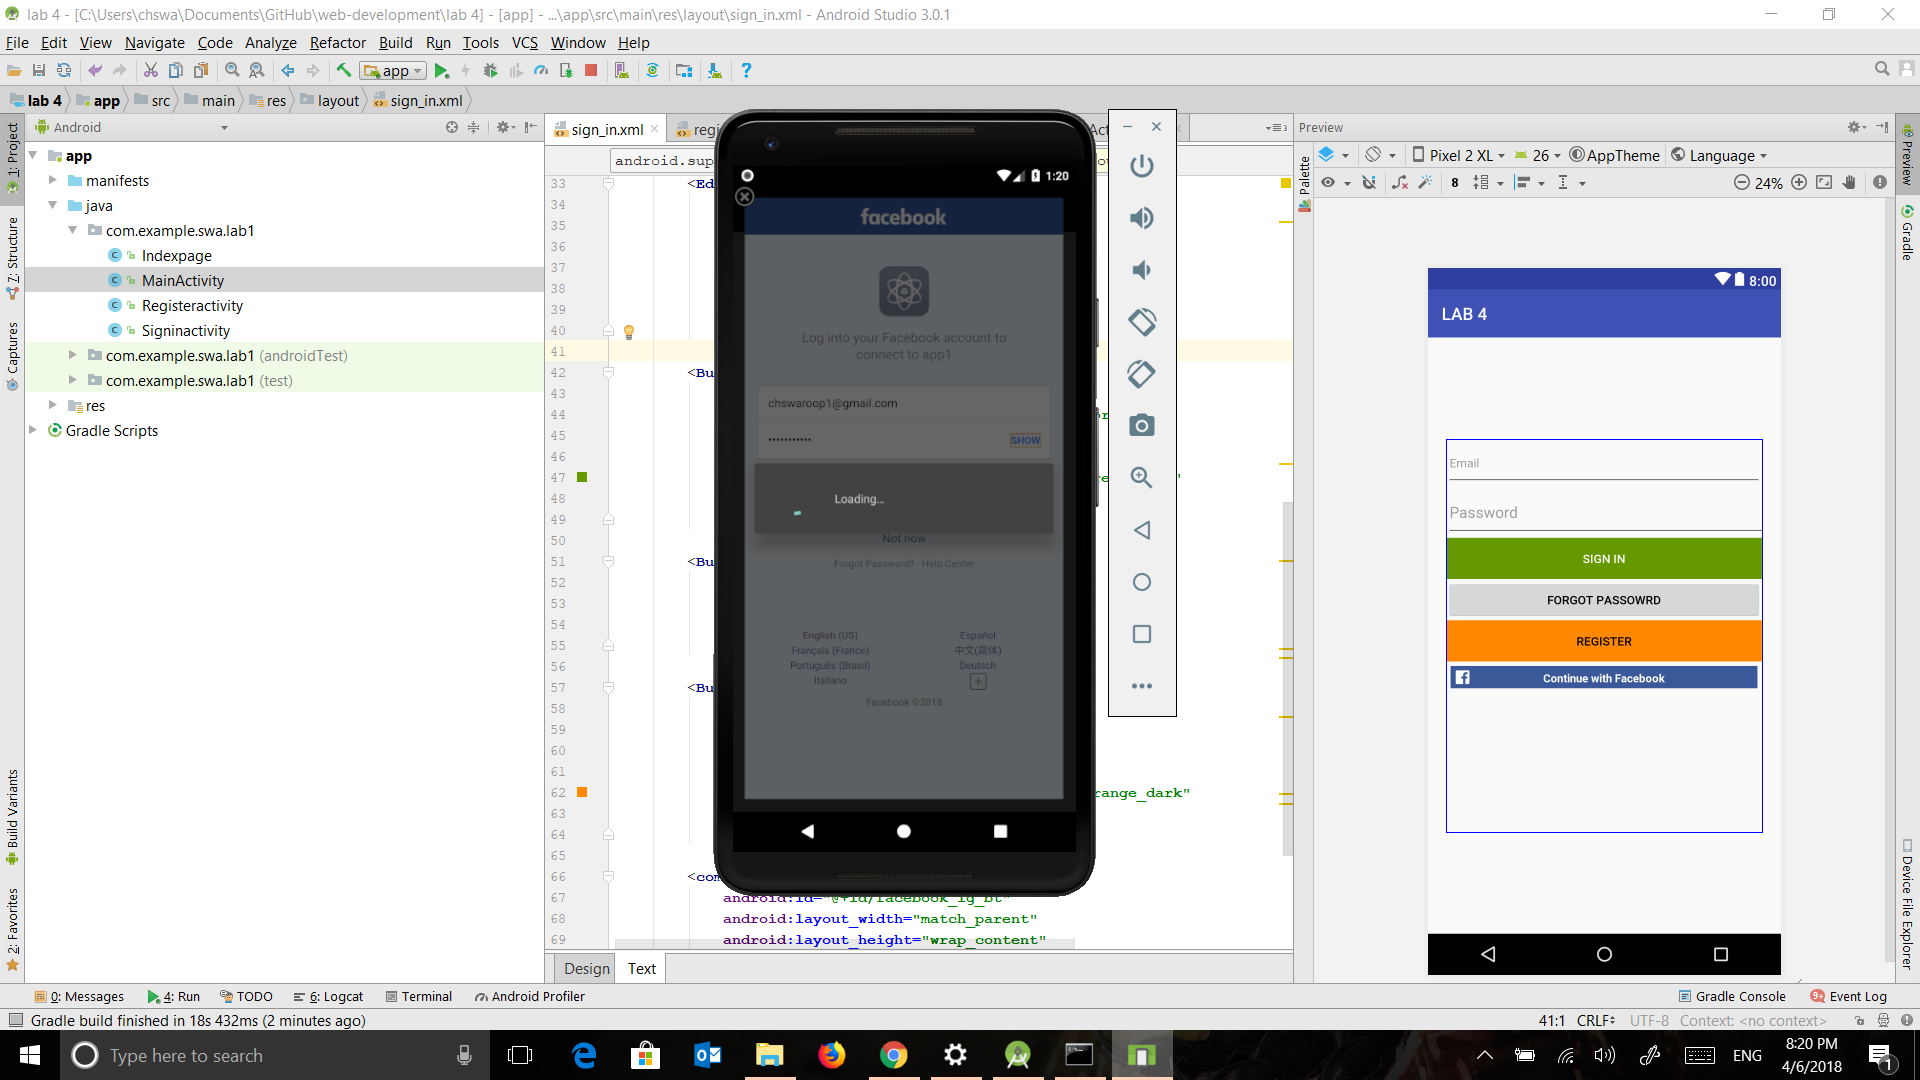 lab 4 - [C:\Users\chswa\Documents\GitHub\web-development\lab 4] - [app] - ...\app\src\main\res\layout\sign_in.xml - Android Studio 3.0.1
File Edit View Navigate Code Analyze Refactor Build Run Tools VCS Window Help
app
lab 4 app src main res layout sign_in.xml
1: Project
7: Structure
Captures
Build Variants
2: Favorites
Android
app
manifests
java
com.example.swa.lab1
Indexpage
MainActivity
Registeractivity
Signinactivity
com.example.swa.lab1 (androidTest)
com.example.swa.lab1 (test)
res
Gradle Scripts
sign_in.xml
reg
Act
3
android.sup
33 <Ed
34
35
36
37
38
39
40
41
42 <Bu
43
44
45
46
47
48
49
50
51 <Bu
52
53
54
55
56
57 <Bu
58
59
60
61
62 range_dark"
63
64
65
66 <com
67 android:id="@+id/facebook_lg_bt"
68 android:layout_width="match_parent"
69 android:layout_height="wrap_content"
Design Text
1:20
facebook
Log into your Facebook account to
connect to app1
chswaroop1@gmail.com
•••••••••••
SHOW
Loading...
Not now
Forgot Password? · Help Center
English (US) Español
Français (France) 中文(简体)
Português (Brasil) Deutsch
Italiano
Facebook ©2018
Preview
Palette
Pixel 2 XL 26 AppTheme Language
8 24%
8:00
LAB 4
Email
Password
SIGN IN
FORGOT PASSOWRD
REGISTER
Continue with Facebook
Preview
Gradle
Device File Explorer
0: Messages 4: Run TODO 6: Logcat Terminal Android Profiler Gradle Console 9+ Event Log
Gradle build finished in 18s 432ms (2 minutes ago) 41:1 CRLF UTF-8 Context: <no context>
Type here to search
ENG
8:20 PM
4/6/2018
1